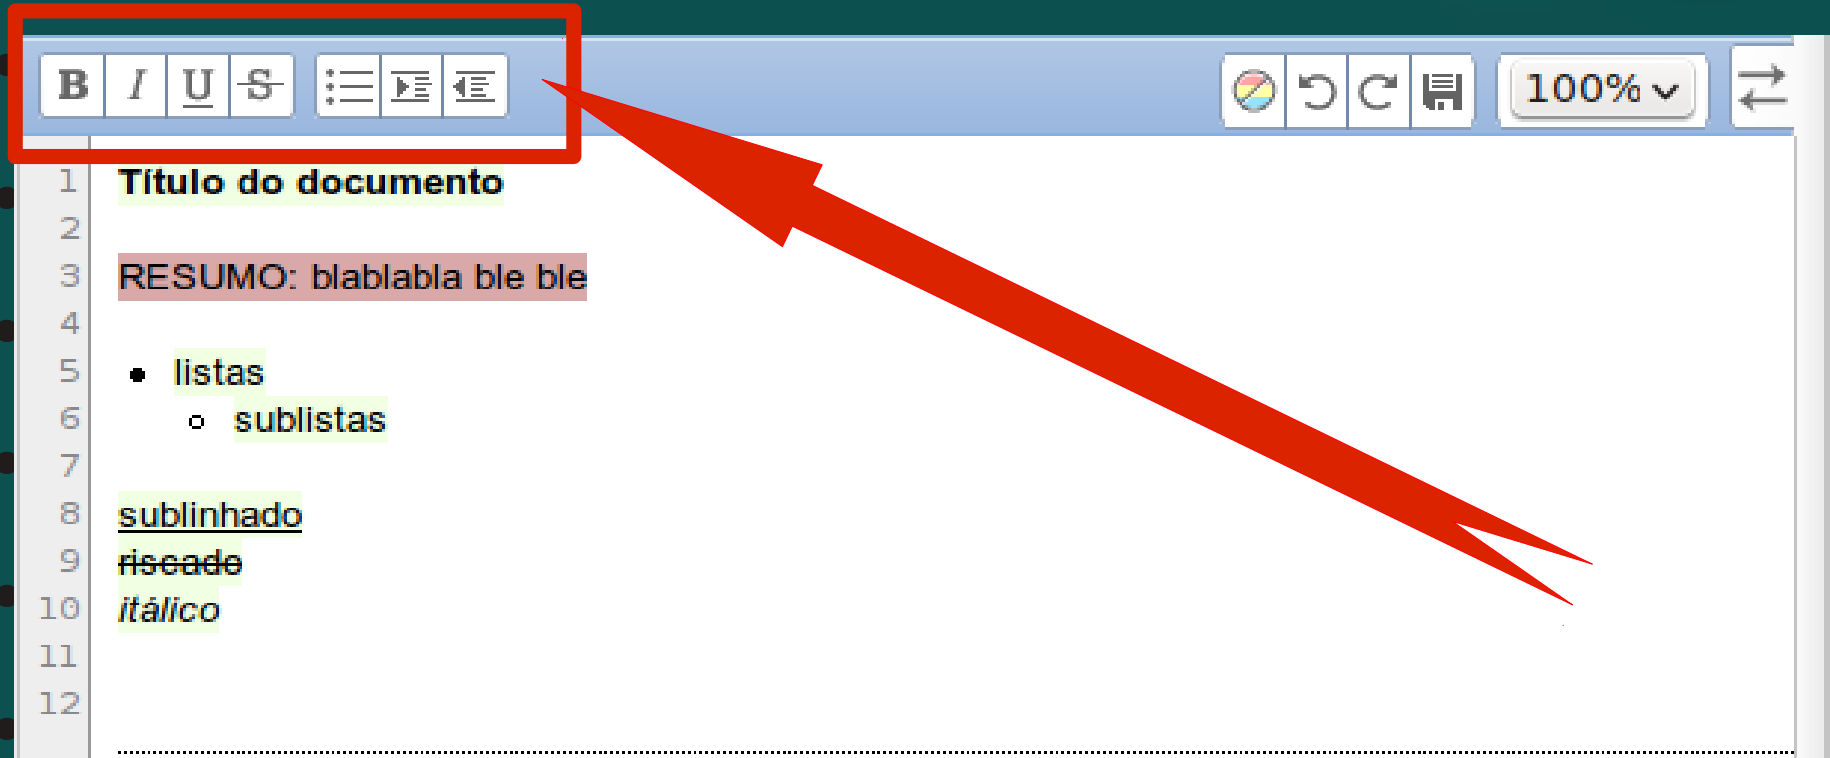 B I U S 100%
1 Título do documento
2
3 RESUMO: blablabla ble ble
4
5 • listas
6 ○ sublistas
7
8 sublinhado
9 riscado
10 itálico
11
12